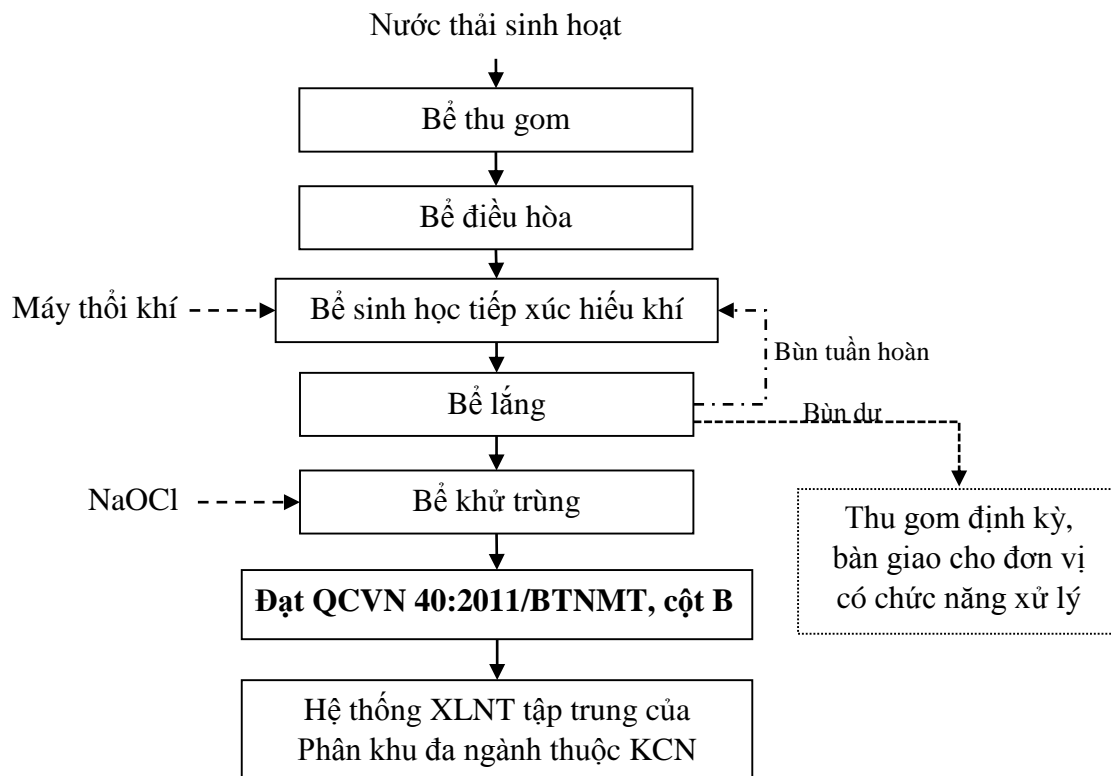 Nước thải sinh hoạt
Bể thu gom
Bể điều hòa
Máy thổi khí
Bể sinh học tiếp xúc hiếu khí
Bùn tuần hoàn
Bể lắng
Bùn dư
NaOCl
Bể khử trùng
Thu gom định kỳ,
bàn giao cho đơn vị
có chức năng xử lý
Đạt QCVN 40:2011/BTNMT, cột B
Hệ thống XLNT tập trung của
Phân khu đa ngành thuộc KCN